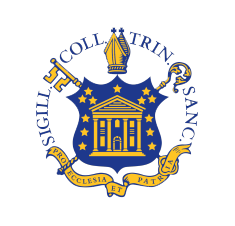 SIGILL. COLL. TRIN. SANC.
PRO ECCLESIA ET PATRIA